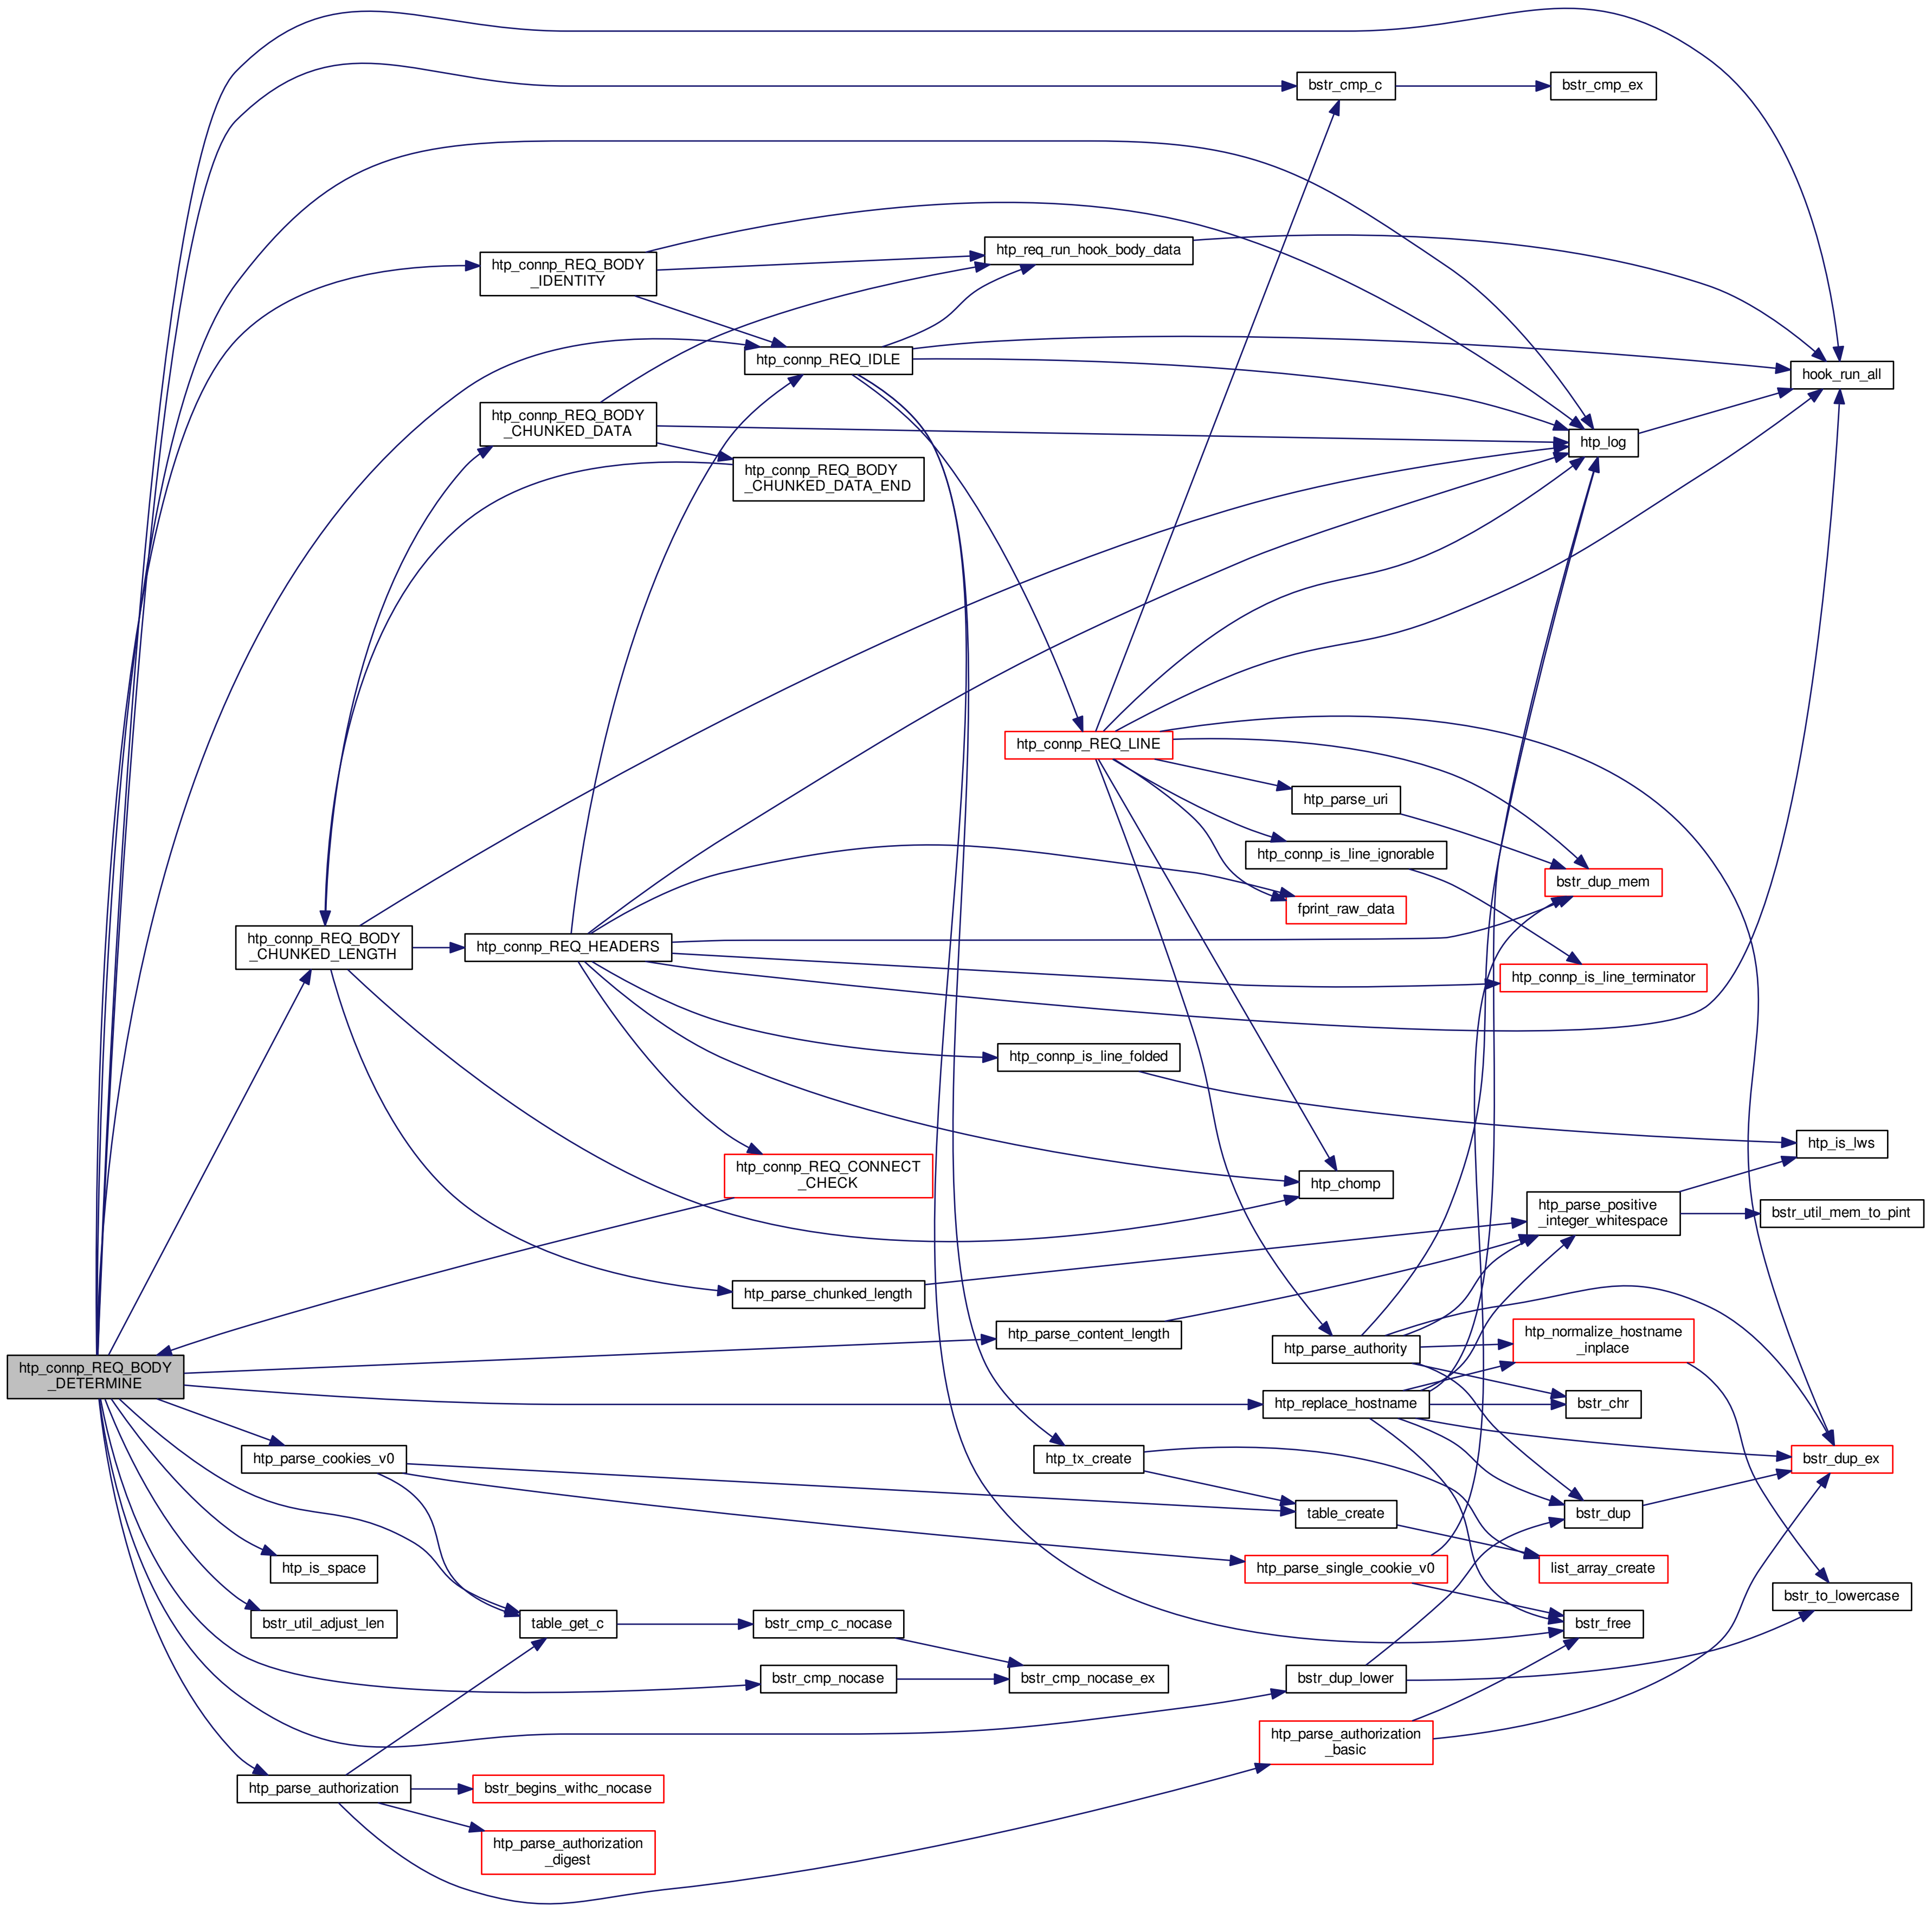 bstr_cmp_c
bstr_cmp_ex
htp_req_run_hook_body_data
htp_connp_REQ_BODY
_IDENTITY
htp_connp_REQ_IDLE
hook_run_all
htp_connp_REQ_BODY
_CHUNKED_DATA
htp_log
htp_connp_REQ_BODY
_CHUNKED_DATA_END
htp_connp_REQ_LINE
htp_parse_uri
htp_connp_is_line_ignorable
bstr_dup_mem
fprint_raw_data
htp_connp_REQ_BODY
_CHUNKED_LENGTH
htp_connp_REQ_HEADERS
htp_connp_is_line_terminator
htp_connp_is_line_folded
htp_is_lws
htp_connp_REQ_CONNECT
_CHECK
htp_chomp
htp_parse_positive
_integer_whitespace
bstr_util_mem_to_pint
htp_parse_chunked_length
htp_parse_content_length
htp_parse_authority
htp_normalize_hostname
_inplace
htp_connp_REQ_BODY
_DETERMINE
htp_replace_hostname
bstr_chr
htp_parse_cookies_v0
htp_tx_create
bstr_dup_ex
table_create
bstr_dup
htp_is_space
htp_parse_single_cookie_v0
list_array_create
bstr_to_lowercase
bstr_util_adjust_len
table_get_c
bstr_cmp_c_nocase
bstr_free
bstr_cmp_nocase
bstr_cmp_nocase_ex
bstr_dup_lower
htp_parse_authorization
_basic
htp_parse_authorization
bstr_begins_withc_nocase
htp_parse_authorization
_digest